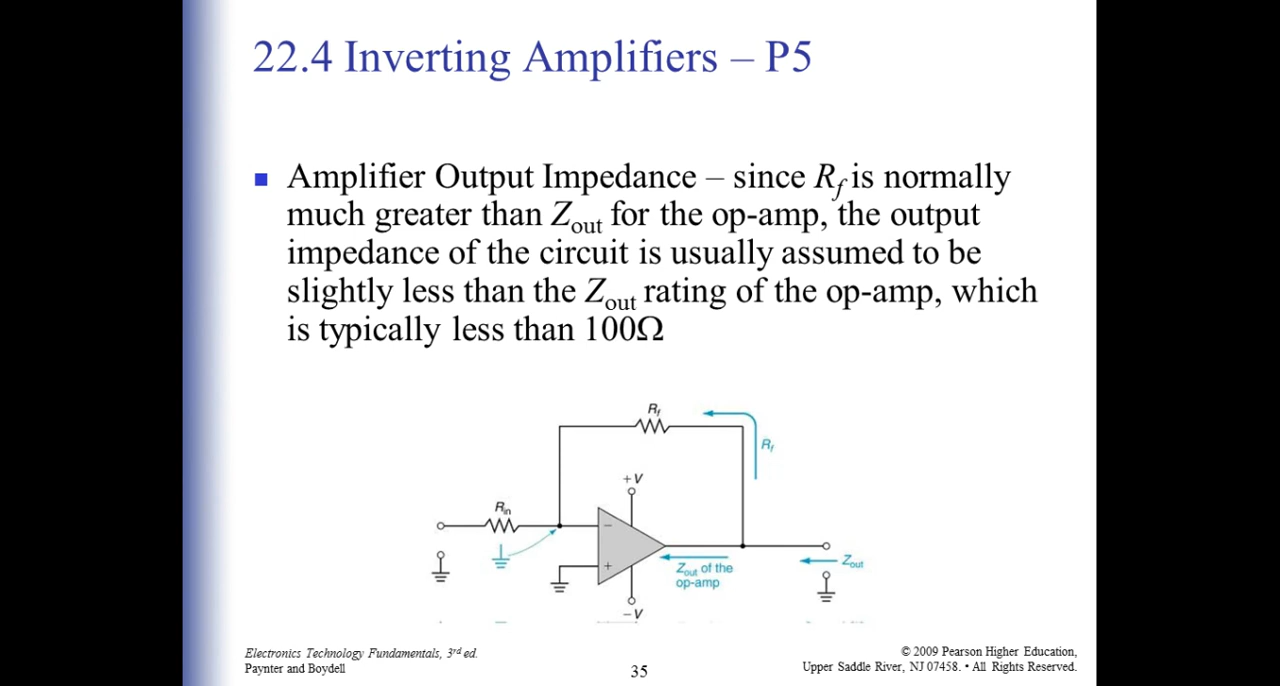 22.4 Inverting Amplifiers – P5
Amplifier Output Impedance – since Rf is normally
much greater than Zout for the op-amp, the output
impedance of the circuit is usually assumed to be
slightly less than the Zout rating of the op-amp, which
is typically less than 100Ω
Rf
Rf
+V
Rin
−
+
Zout of the
op-amp
Zout
−V
Electronics Technology Fundamentals, 3rd ed.
Paynter and Boydell
35
© 2009 Pearson Higher Education,
Upper Saddle River, NJ 07458. • All Rights Reserved.